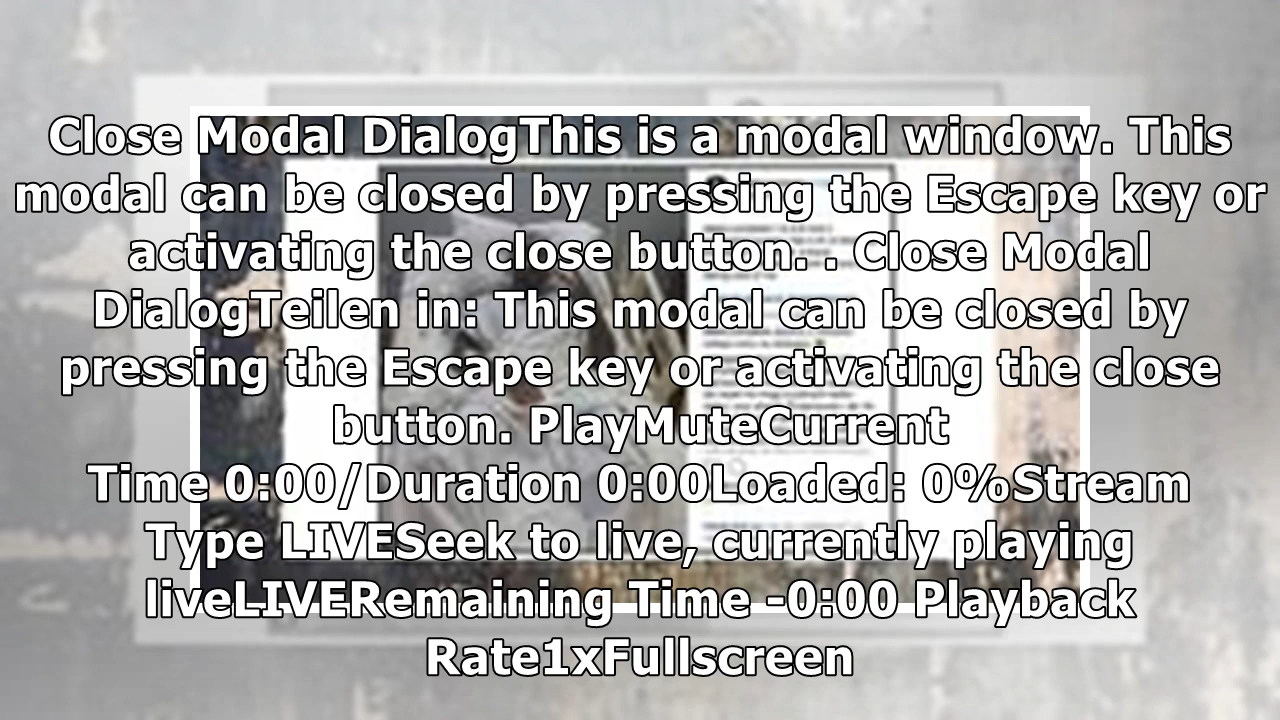 Close Modal DialogThis is a modal window. This
modal can be closed by pressing the Escape key or
activating the close button. . Close Modal
DialogTeilen in: This modal can be closed by
pressing the Escape key or activating the close
button. PlayMuteCurrent
Time 0:00/Duration 0:00Loaded: 0%Stream
Type LIVESeek to live, currently playing
liveLIVERemaining Time -0:00 Playback
Rate1xFullscreen